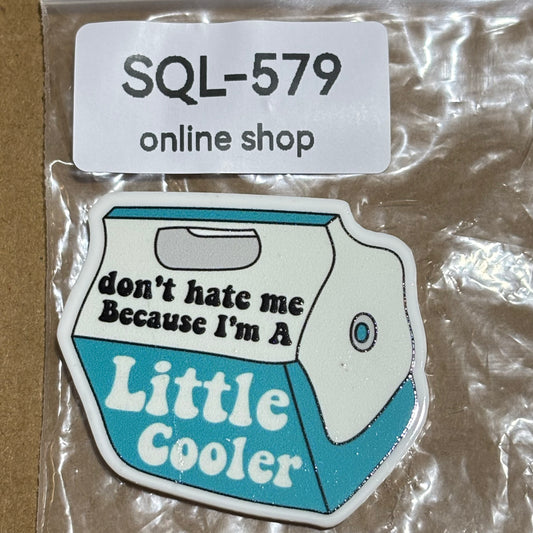 SQL-579
online shop
don't hate me
Because I'm A
Little
Cooler